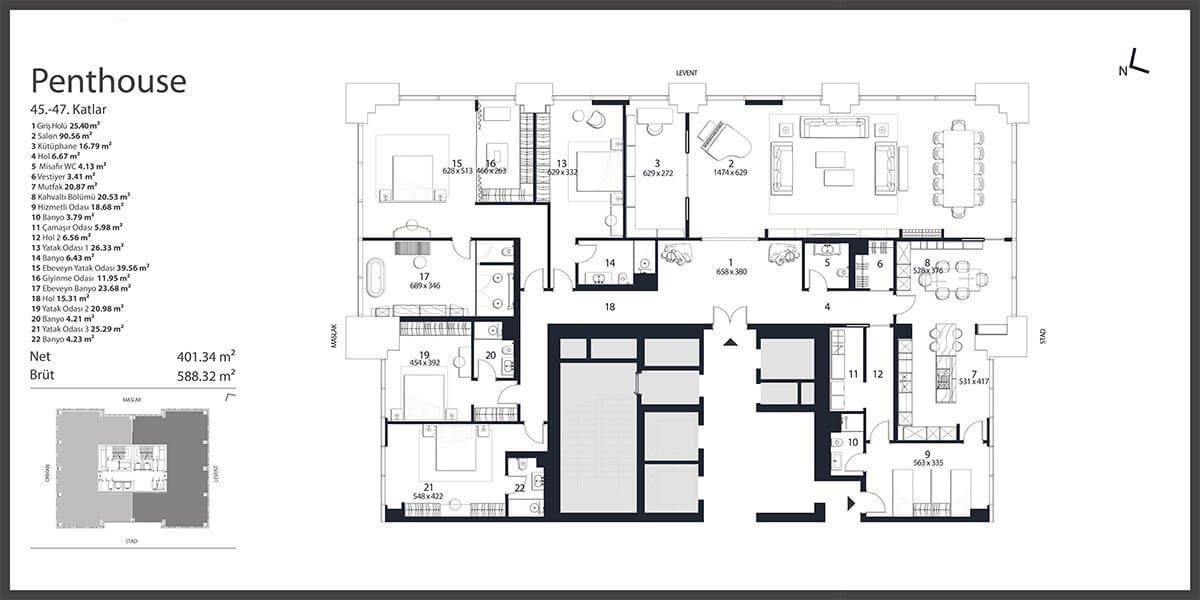 Penthouse
45.-47. Katlar
1 Giriş Holü 25.40 m²
2 Salon 90.56 m²
3 Kütüphane 16.79 m²
4 Hol 6.67 m²
5 Misafir WC 4.13 m²
6 Vestiyer 3.41 m²
7 Mutfak 20.87 m²
8 Kahvaltı Bölümü 20.53 m²
9 Hizmetli Odası 18.68 m²
10 Banyo 3.79 m²
11 Çamaşır Odası 5.98 m²
12 Hol 2 6.56 m²
13 Yatak Odası 1 26.33 m²
14 Banyo 6.43 m²
15 Ebeveyn Yatak Odası 39.56 m²
16 Giyinme Odası 11.95 m²
17 Ebeveyn Banyo 23.68 m²
18 Hol 15.31 m²
19 Yatak Odası 2 20.98 m²
20 Banyo 4.21 m²
21 Yatak Odası 3 25.29 m²
22 Banyo 4.23 m²
Net 401.34 m²
Brüt 588.32 m²
MASLAK
ORMAN
LEVENT
STAD
LEVENT
N
MASLAK
STAD
15
628 x 513
16
466 x 263
13
629 x 332
3
629 x 272
2
1474 x 629
17
689 x 346
14
1
658 x 380
5
6
8
528 x 376
18
4
19
454 x 392
20
11
12
7
531 x 417
10
9
563 x 335
21
548 x 422
22